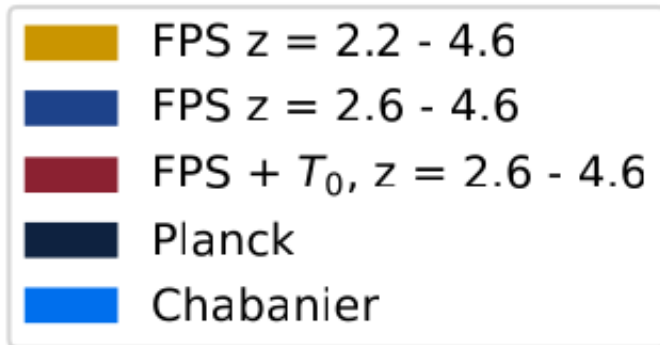 FPS z = 2.2 - 4.6
FPS z = 2.6 - 4.6
FPS + T₀, z = 2.6 - 4.6
Planck
Chabanier